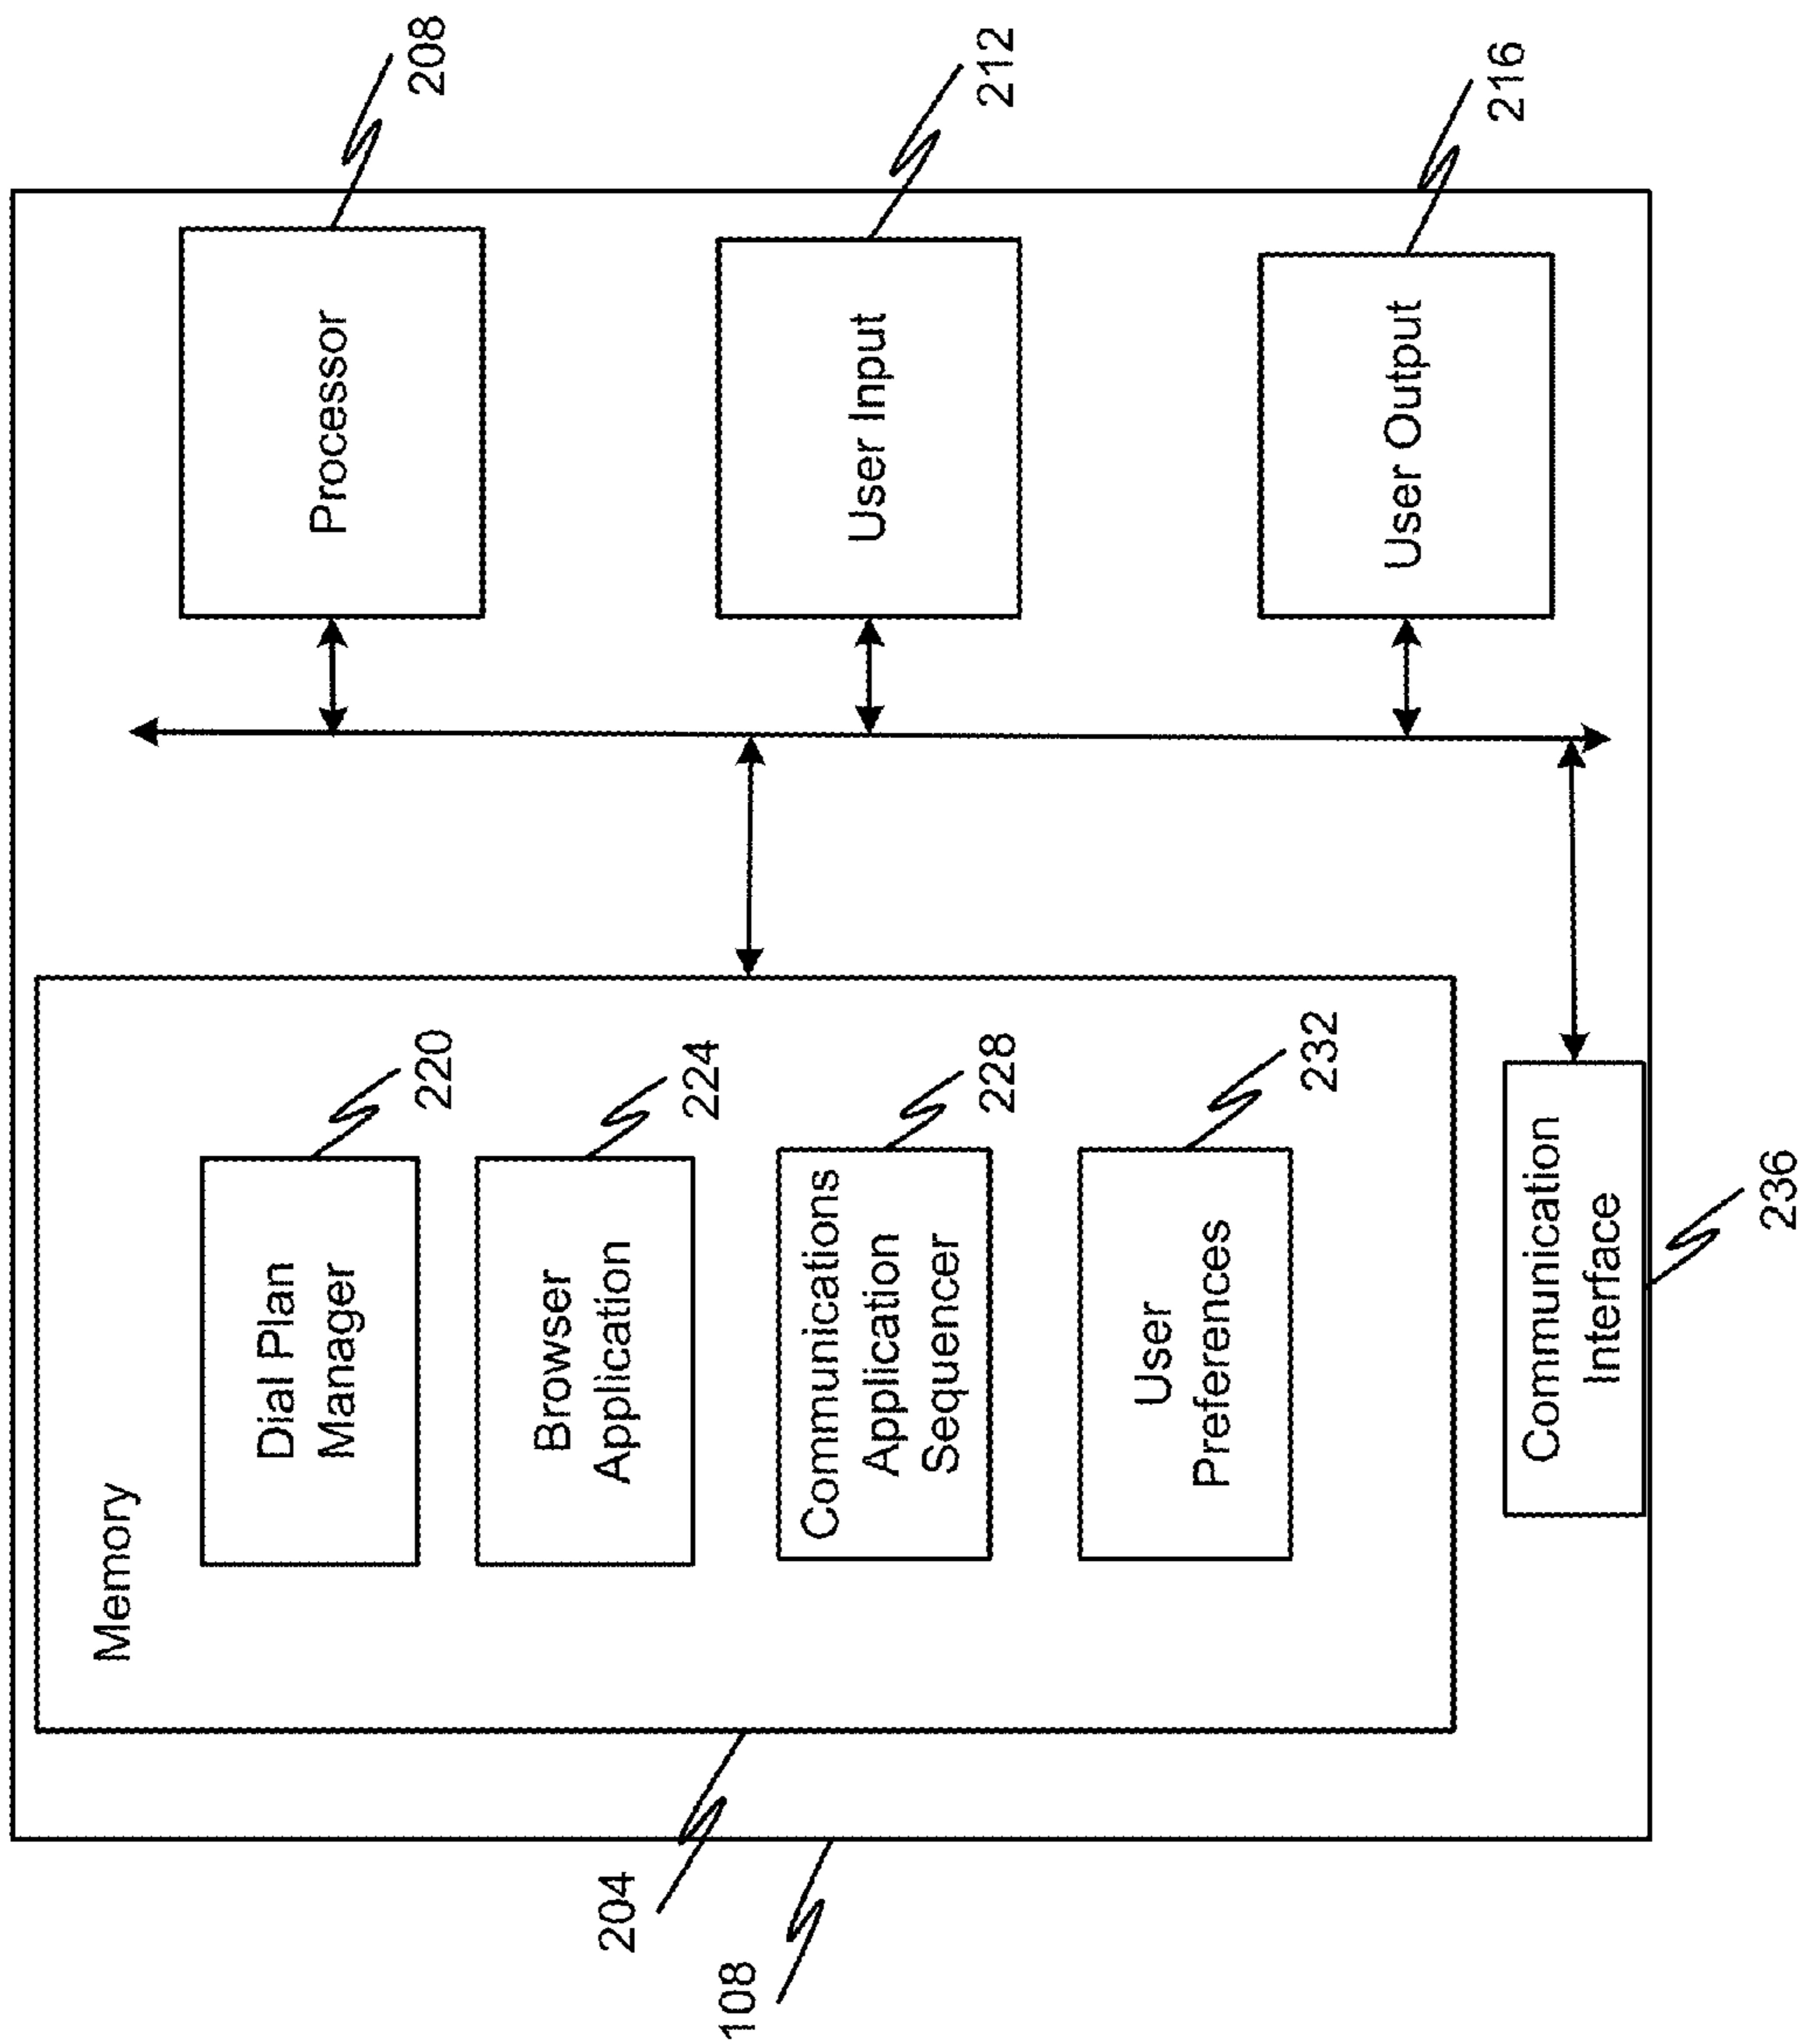 Memory
Dial Plan
Manager
220
Browser
Application
224
Communications
Application
Sequencer
228
User
Preferences
232
204
108
Communication
Interface
236
Processor
208
User Input
212
User Output
216